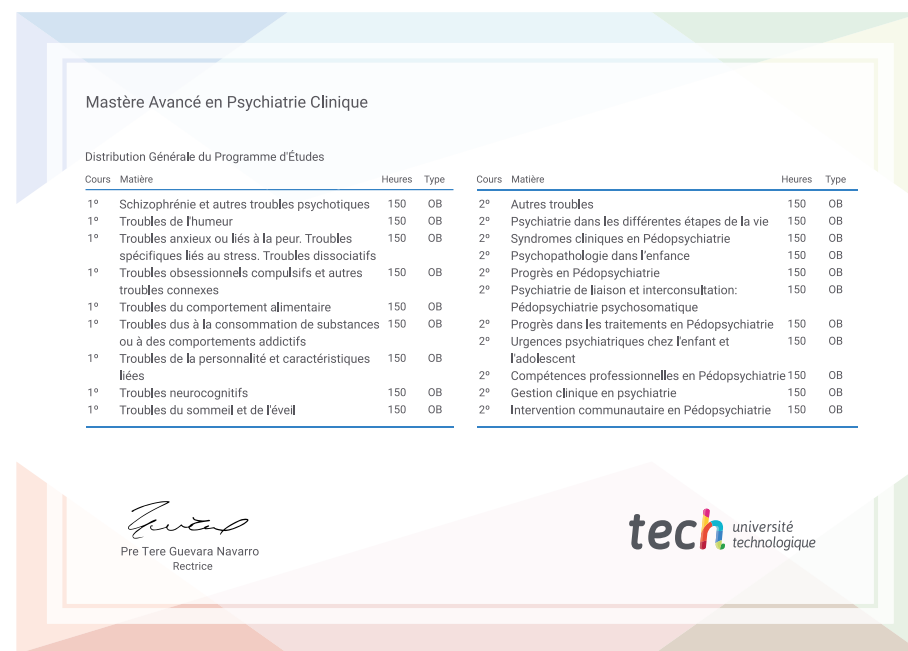 Mastère Avancé en Psychiatrie Clinique
Distribution Générale du Programme d'Études
Cours Matière Heures Type
1º Schizophrénie et autres troubles psychotiques 150 OB
1º Troubles de l'humeur 150 OB
1º Troubles anxieux ou liés à la peur. Troubles 150 OB
spécifiques liés au stress. Troubles dissociatifs
1º Troubles obsessionnels compulsifs et autres 150 OB
troubles connexes
1º Troubles du comportement alimentaire 150 OB
1º Troubles dus à la consommation de substances 150 OB
ou à des comportements addictifs
1º Troubles de la personnalité et caractéristiques 150 OB
liées
1º Troubles neurocognitifs 150 OB
1º Troubles du sommeil et de l'éveil 150 OB
Cours Matière Heures Type
2º Autres troubles 150 OB
2º Psychiatrie dans les différentes étapes de la vie 150 OB
2º Syndromes cliniques en Pédopsychiatrie 150 OB
2º Psychopathologie dans l'enfance 150 OB
2º Progrès en Pédopsychiatrie 150 OB
2º Psychiatrie de liaison et interconsultation: 150 OB
Pédopsychiatrie psychosomatique
2º Progrès dans les traitements en Pédopsychiatrie 150 OB
2º Urgences psychiatriques chez l'enfant et 150 OB
l'adolescent
2º Compétences professionnelles en Pédopsychiatrie 150 OB
2º Gestion clinique en psychiatrie 150 OB
2º Intervention communautaire en Pédopsychiatrie 150 OB
Pre Tere Guevara Navarro
Rectrice
tech université
technologique